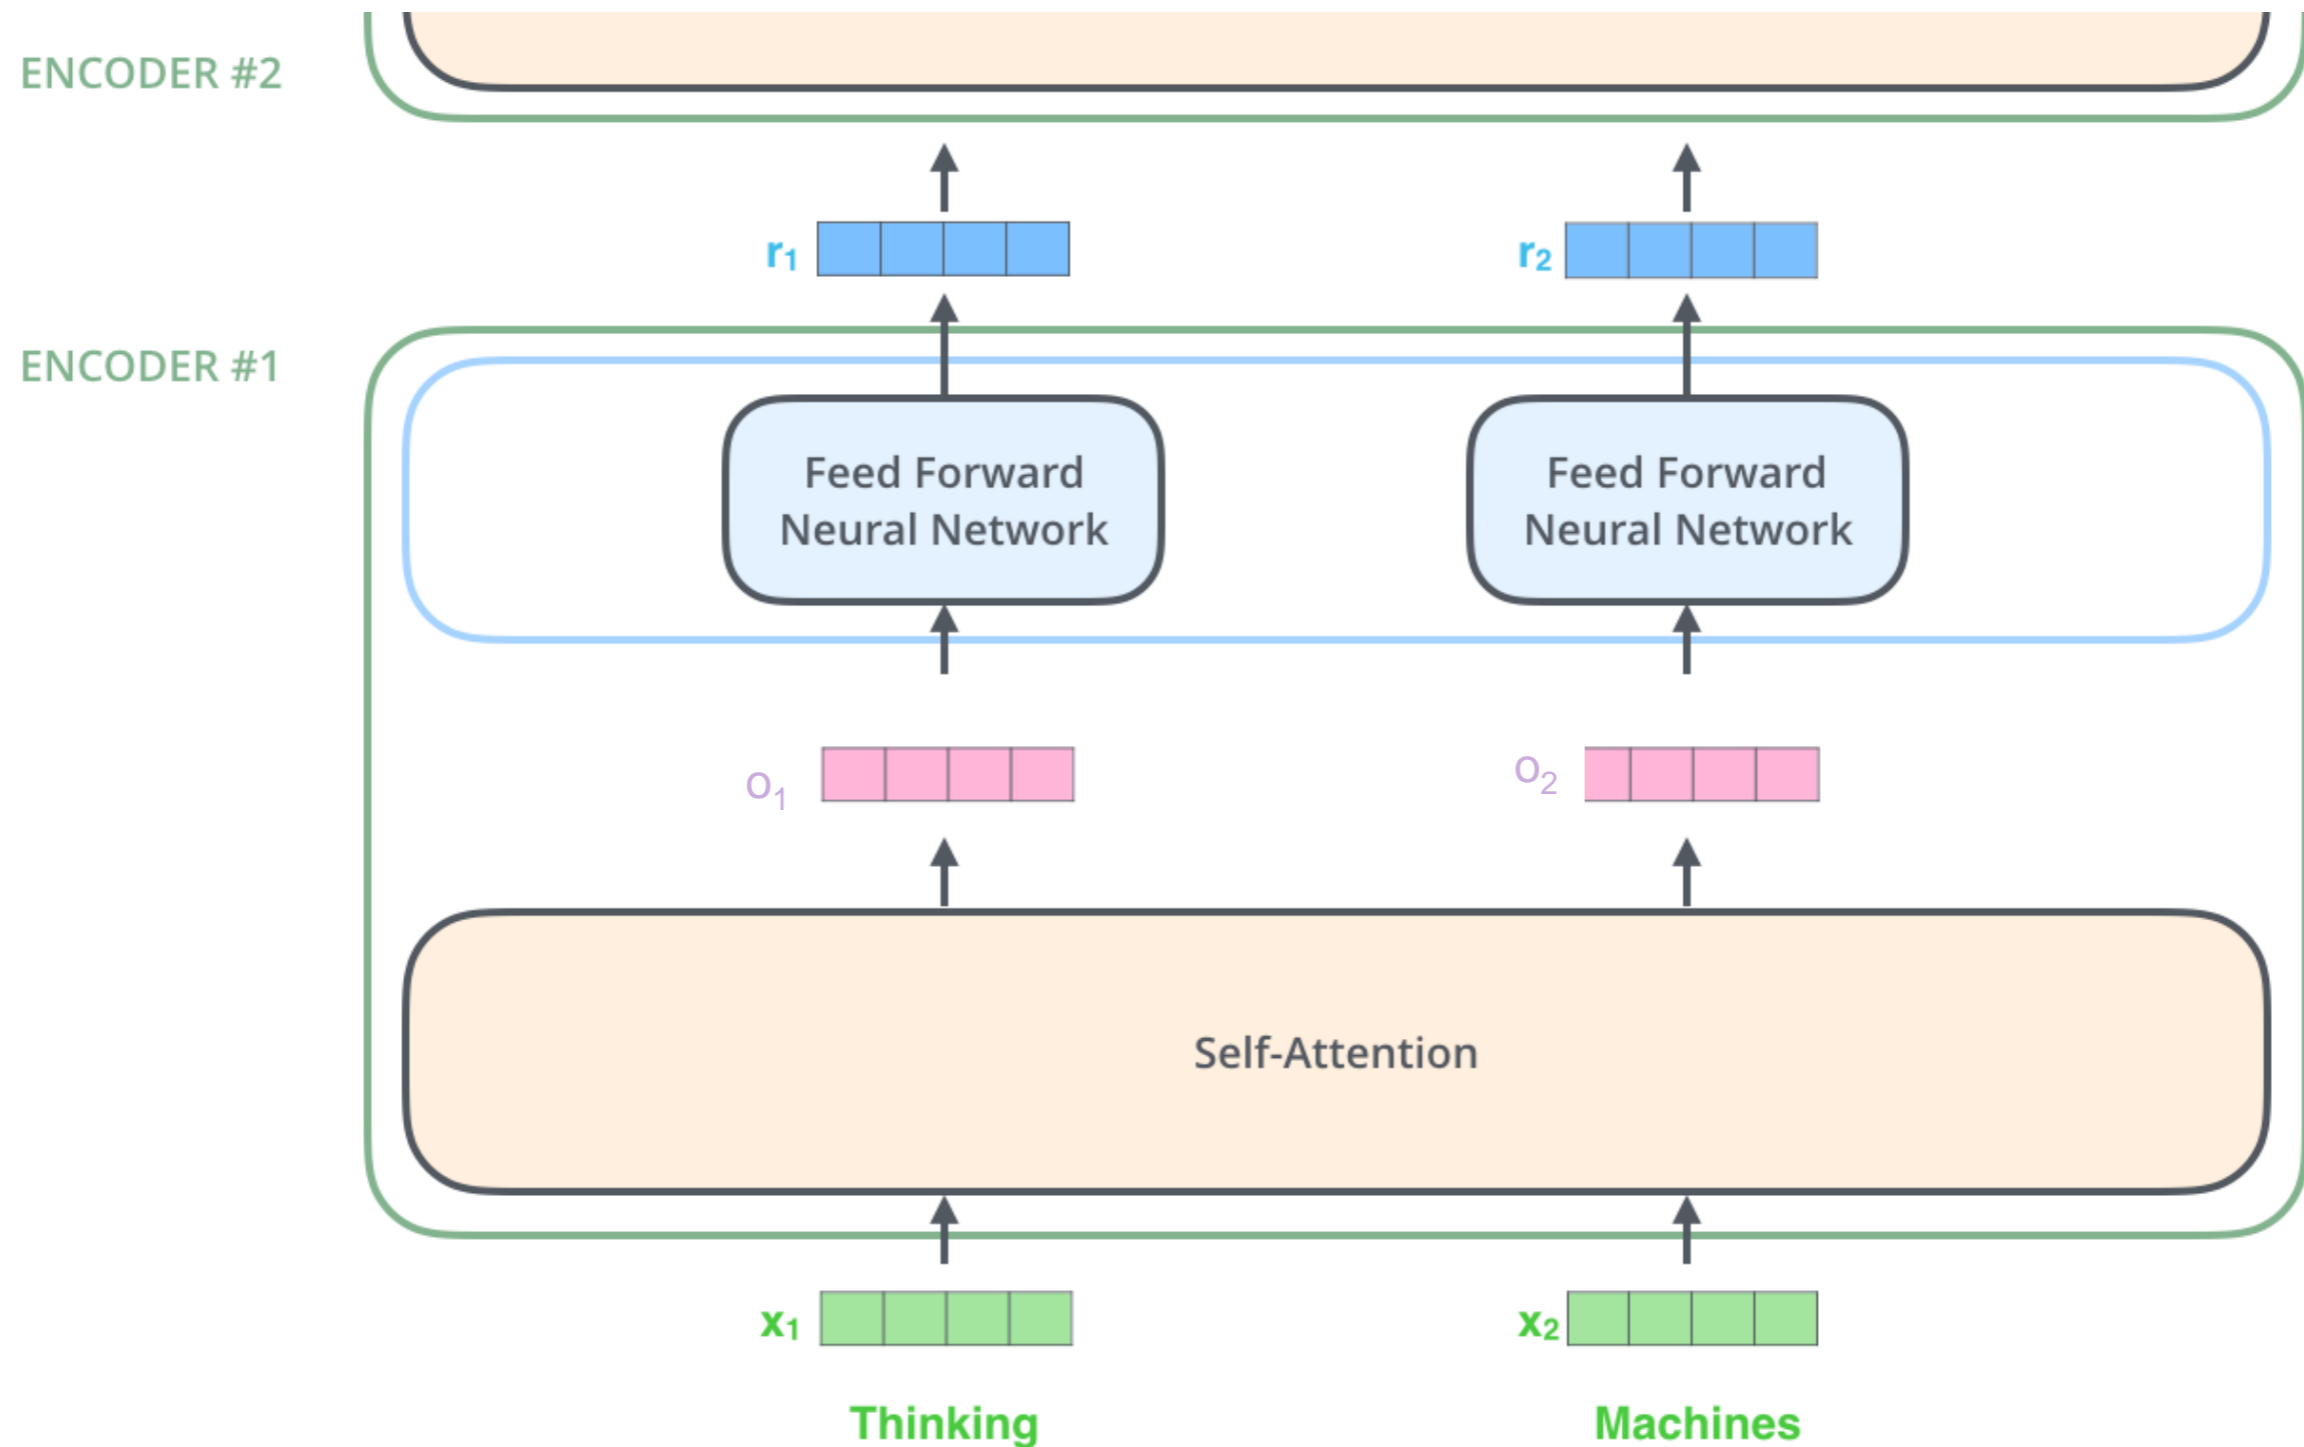 ENCODER #2
r₁
r₂
ENCODER #1
Feed Forward
Neural Network
Feed Forward
Neural Network
o₁
o₂
Self-Attention
x₁
x₂
Thinking
Machines